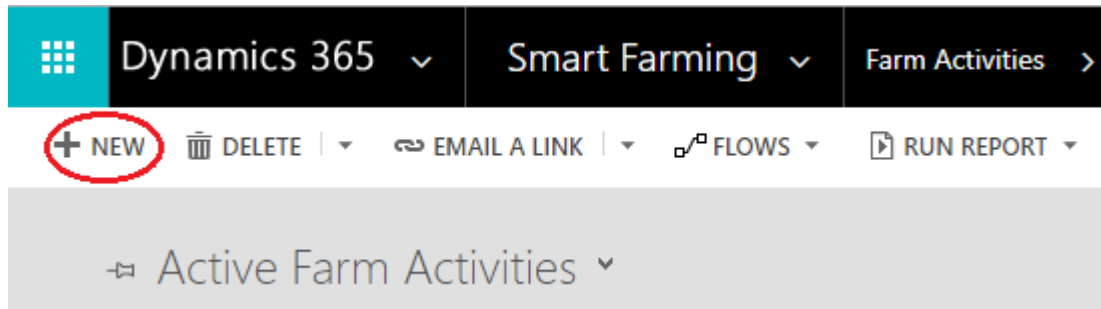 Dynamics 365 Smart Farming Farm Activities
NEW DELETE EMAIL A LINK FLOWS RUN REPORT
Active Farm Activities